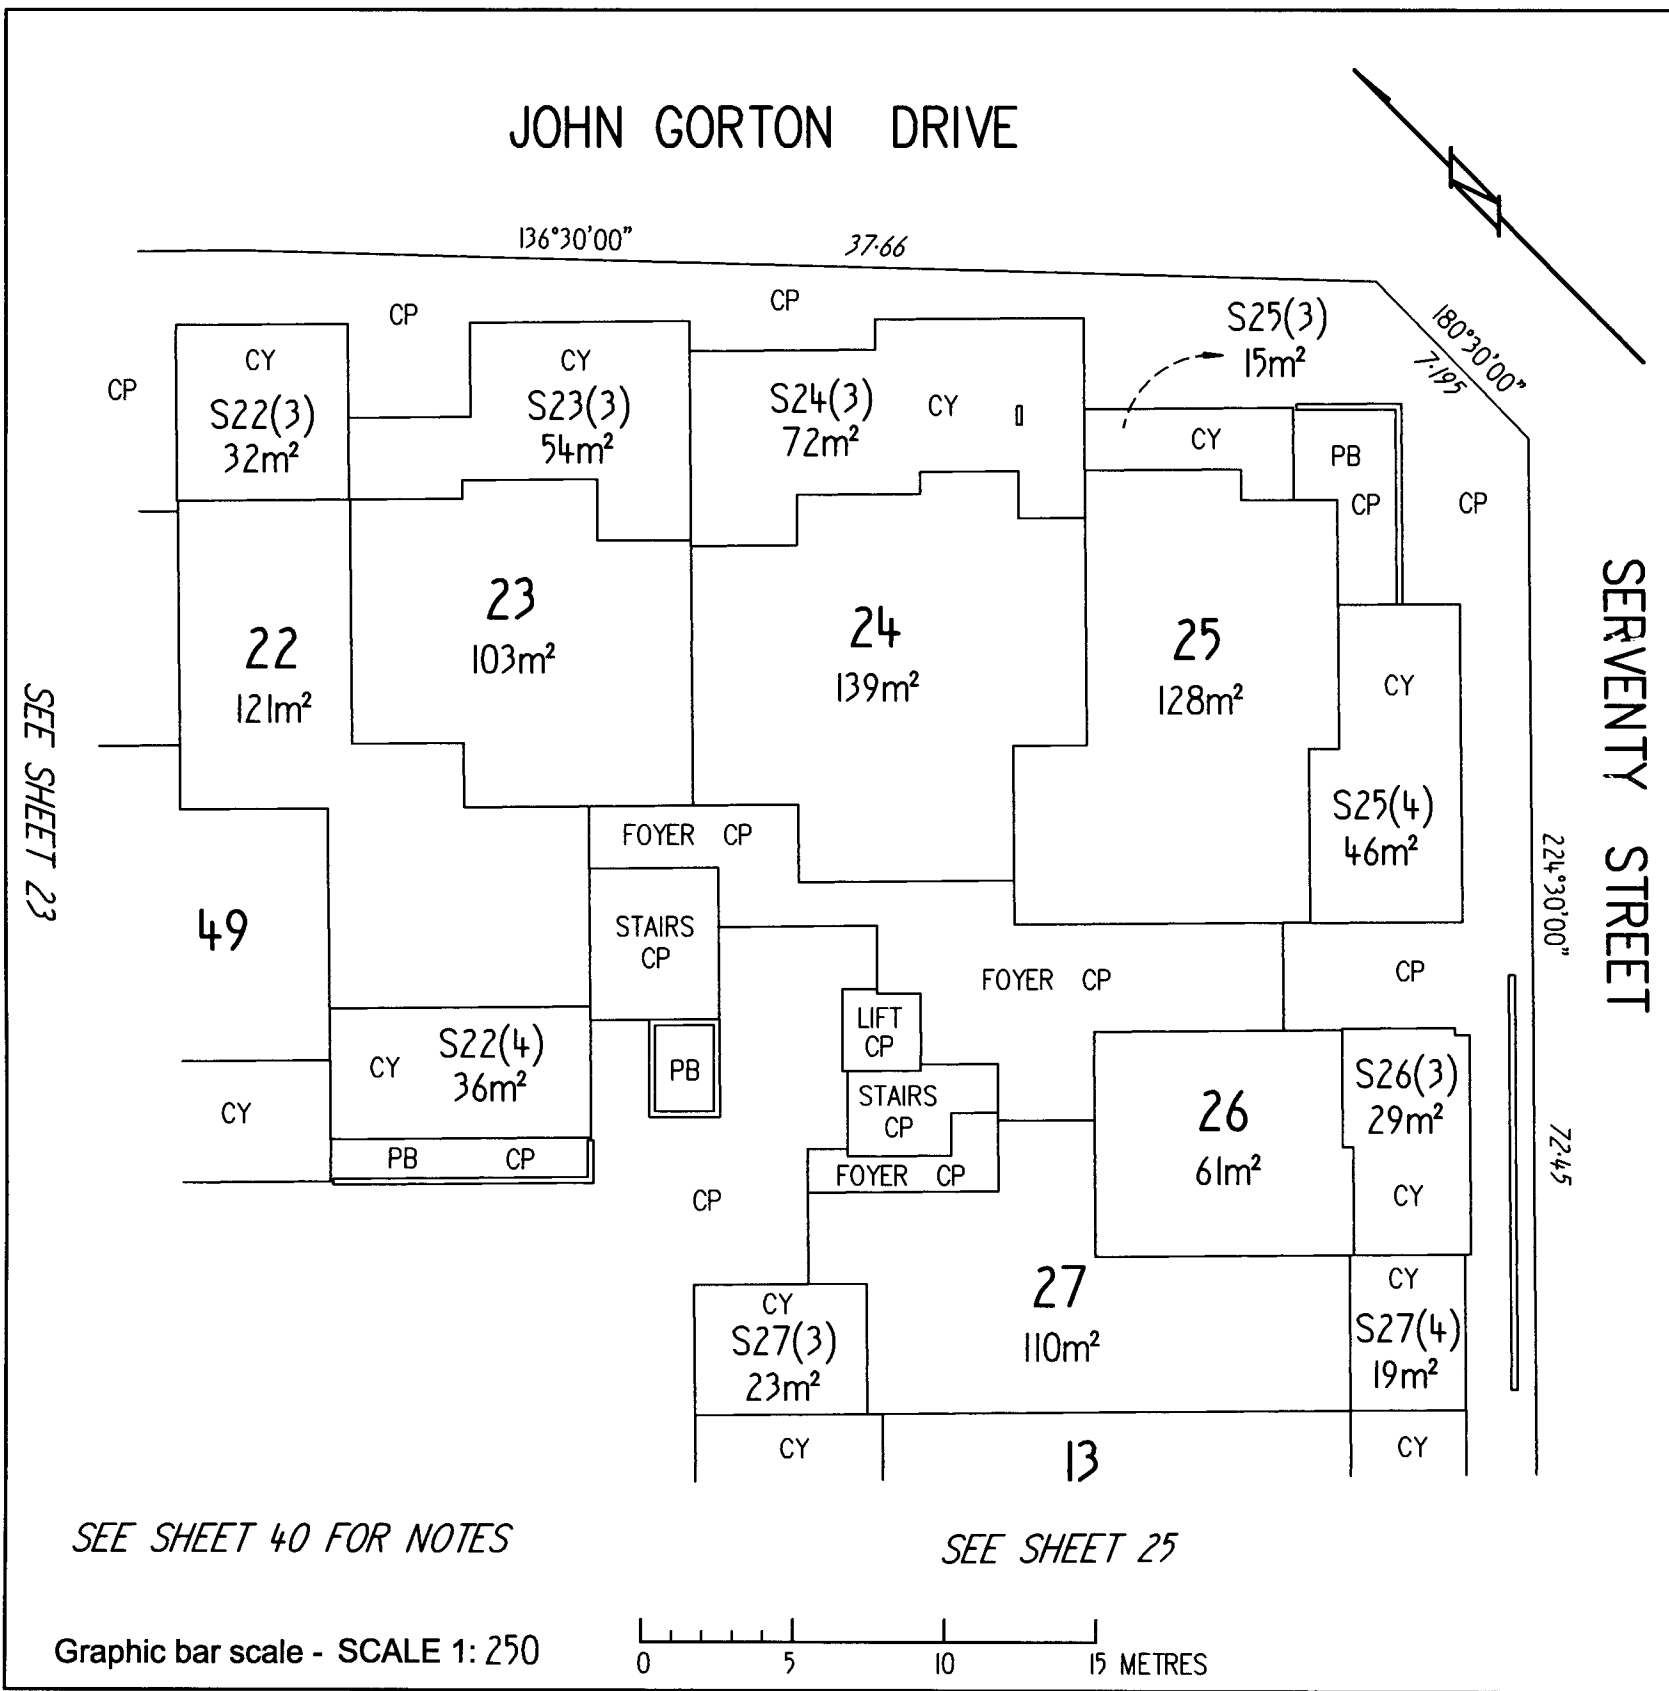 JOHN GORTON DRIVE
136°30'00"
37·66
180°30'00"
7·195
CP
CP
CP
CY
S22(3)
32m²
CY
S23(3)
54m²
S24(3)
72m²
CY
S25(3)
15m²
CY
PB
CP
CP
22
121m²
23
103m²
24
139m²
25
128m²
CY
S25(4)
46m²
SERVENTY STREET
224°30'00"
72·45
SEE SHEET 23
49
FOYER CP
STAIRS
CP
FOYER CP
CP
LIFT
CP
CY
S22(4)
36m²
PB
STAIRS
CP
26
61m²
S26(3)
29m²
CY
CY
PB CP
FOYER CP
CP
27
110m²
CY
S27(3)
23m²
CY
S27(4)
19m²
CY
13
CY
SEE SHEET 40 FOR NOTES
SEE SHEET 25
Graphic bar scale - SCALE 1: 250
0 5 10 15 METRES